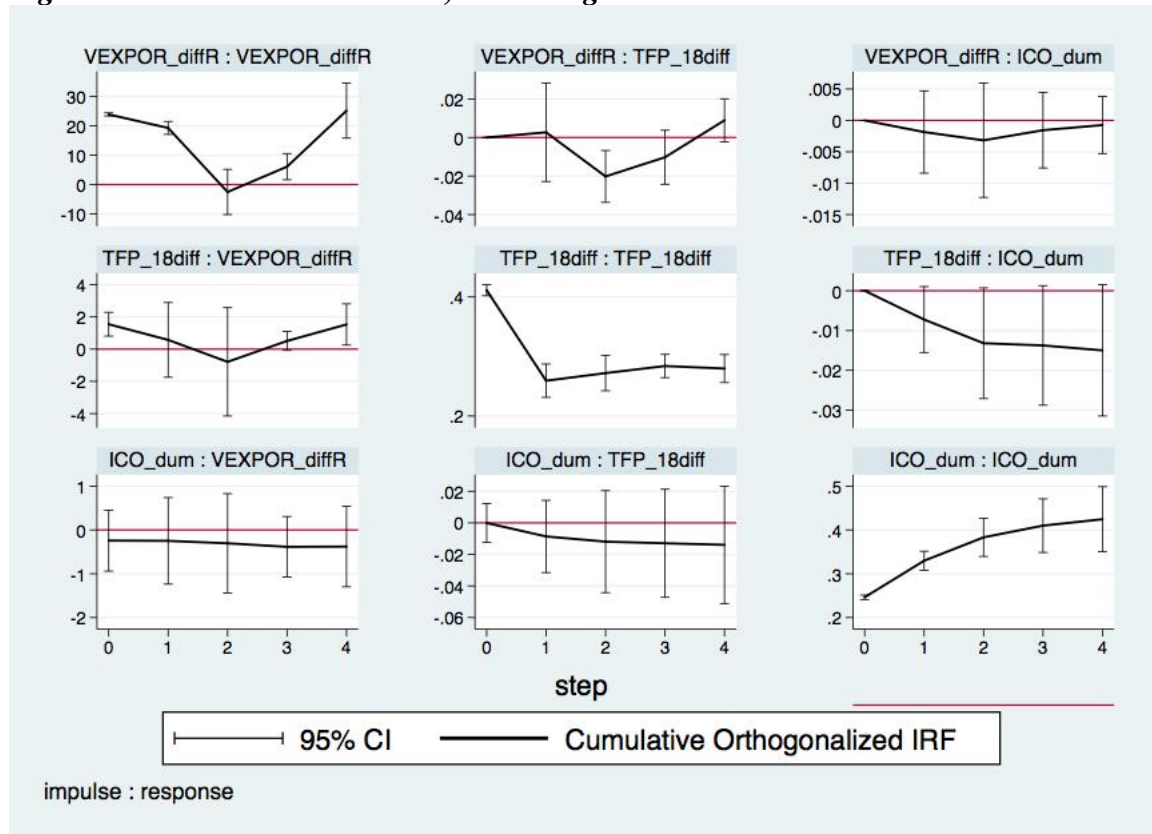 VEXPOR_diffR : VEXPOR_diffR
30
20
10
0
-10
VEXPOR_diffR : TFP_18diff
.02
0
-.02
-.04
VEXPOR_diffR : ICO_dum
.005
0
-.005
-.01
-.015
TFP_18diff : VEXPOR_diffR
4
2
0
-2
-4
TFP_18diff : TFP_18diff
.4
.2
TFP_18diff : ICO_dum
0
-.01
-.02
-.03
ICO_dum : VEXPOR_diffR
1
0
-1
-2
0 1 2 3 4
ICO_dum : TFP_18diff
.02
0
-.02
-.04
-.06
0 1 2 3 4
ICO_dum : ICO_dum
.5
.4
.3
.2
0 1 2 3 4
step
95% CI Cumulative Orthogonalized IRF
impulse : response